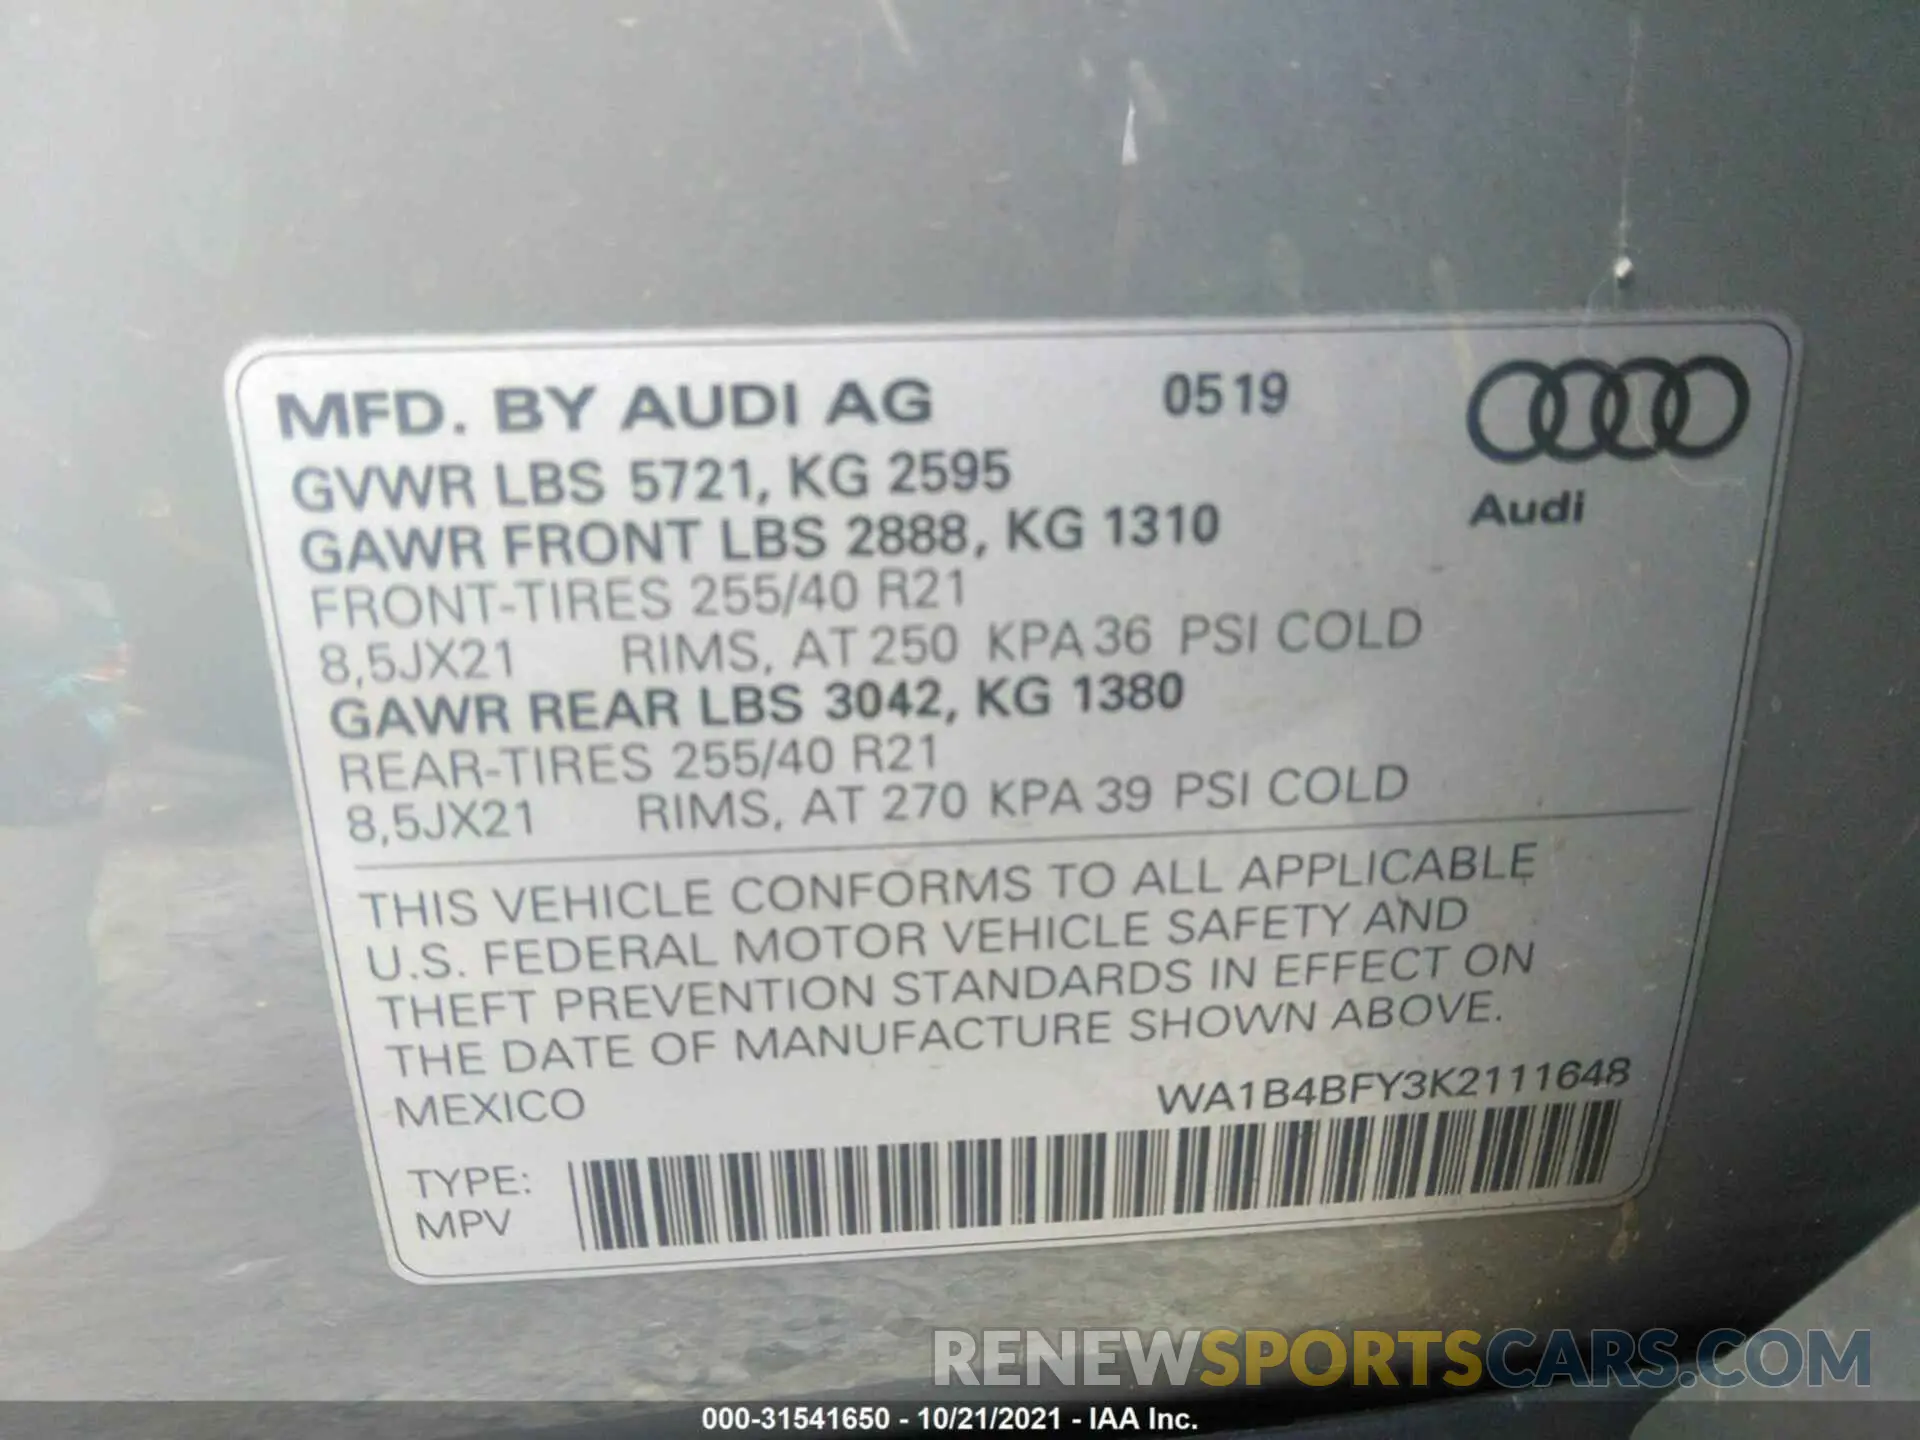 MFD. BY AUDI AG 0519
GVWR LBS 5721, KG 2595
GAWR FRONT LBS 2888, KG 1310
Audi
FRONT-TIRES 255/40 R21
8,5JX21 RIMS, AT 250 KPA 36 PSI COLD
GAWR REAR LBS 3042, KG 1380
REAR-TIRES 255/40 R21
8,5JX21 RIMS, AT 270 KPA 39 PSI COLD
THIS VEHICLE CONFORMS TO ALL APPLICABLE
U.S. FEDERAL MOTOR VEHICLE SAFETY AND
THEFT PREVENTION STANDARDS IN EFFECT ON
THE DATE OF MANUFACTURE SHOWN ABOVE.
MEXICO WA1B4BFY3K2111648
TYPE:
MPV
RENEWSPORTSCARS.COM
000-31541650 - 10/21/2021 - IAA Inc.